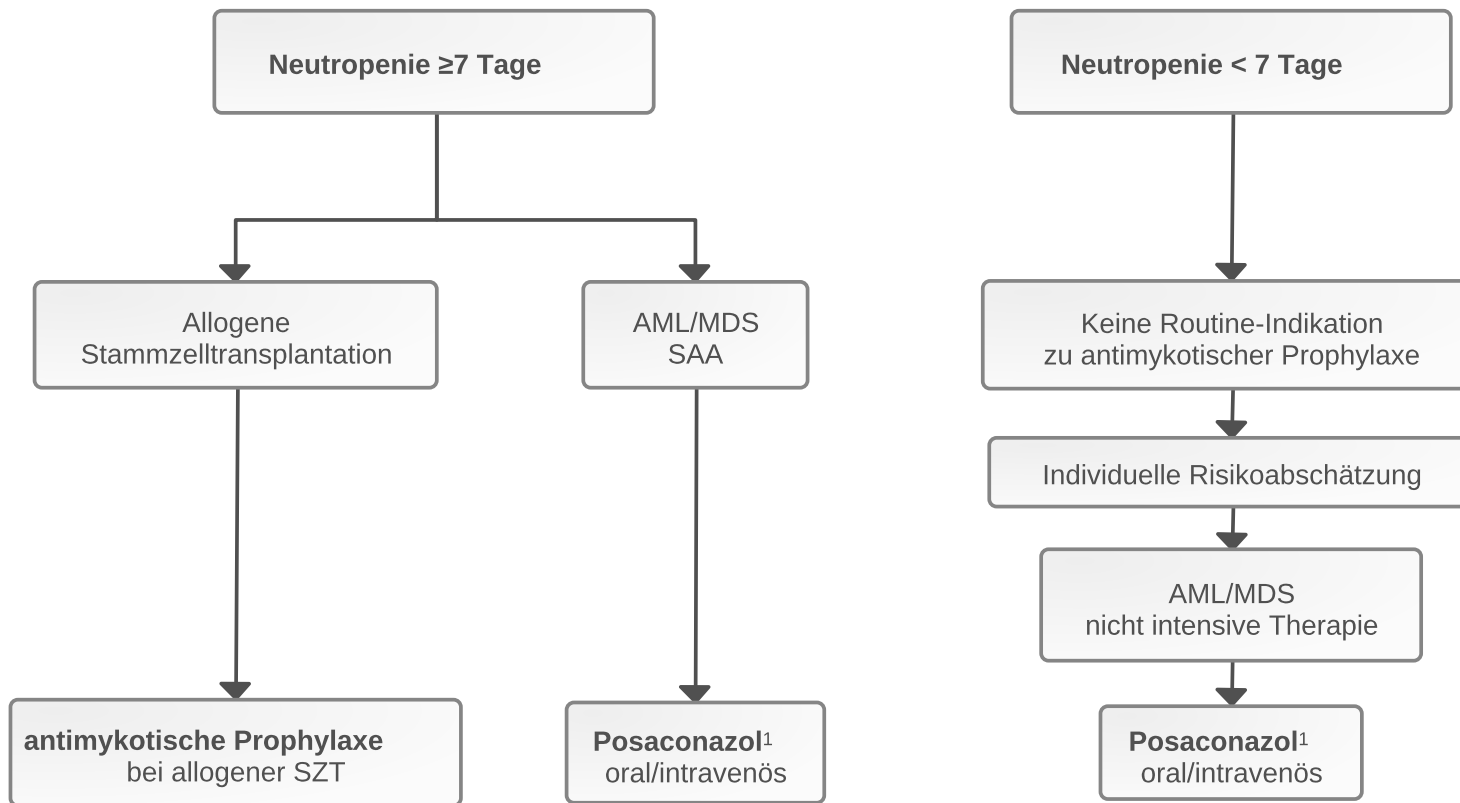 Neutropenie ≥7 Tage
Neutropenie < 7 Tage
Allogene
Stammzelltransplantation
AML/MDS
SAA
Keine Routine-Indikation
zu antimykotischer Prophylaxe
Individuelle Risikoabschätzung
AML/MDS
nicht intensive Therapie
antimykotische Prophylaxe
bei allogener SZT
Posaconazol¹
oral/intravenös
Posaconazol¹
oral/intravenös